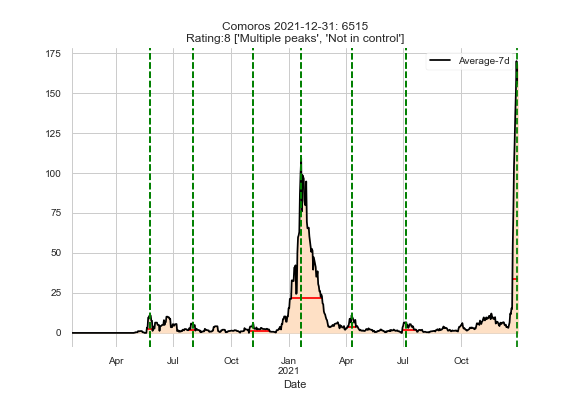 Comoros 2021-12-31: 6515
Rating:8 ['Multiple peaks', 'Not in control']
Average-7d
175
150
125
100
75
50
25
0
Apr Jul Oct Jan Apr Jul Oct
2021
Date